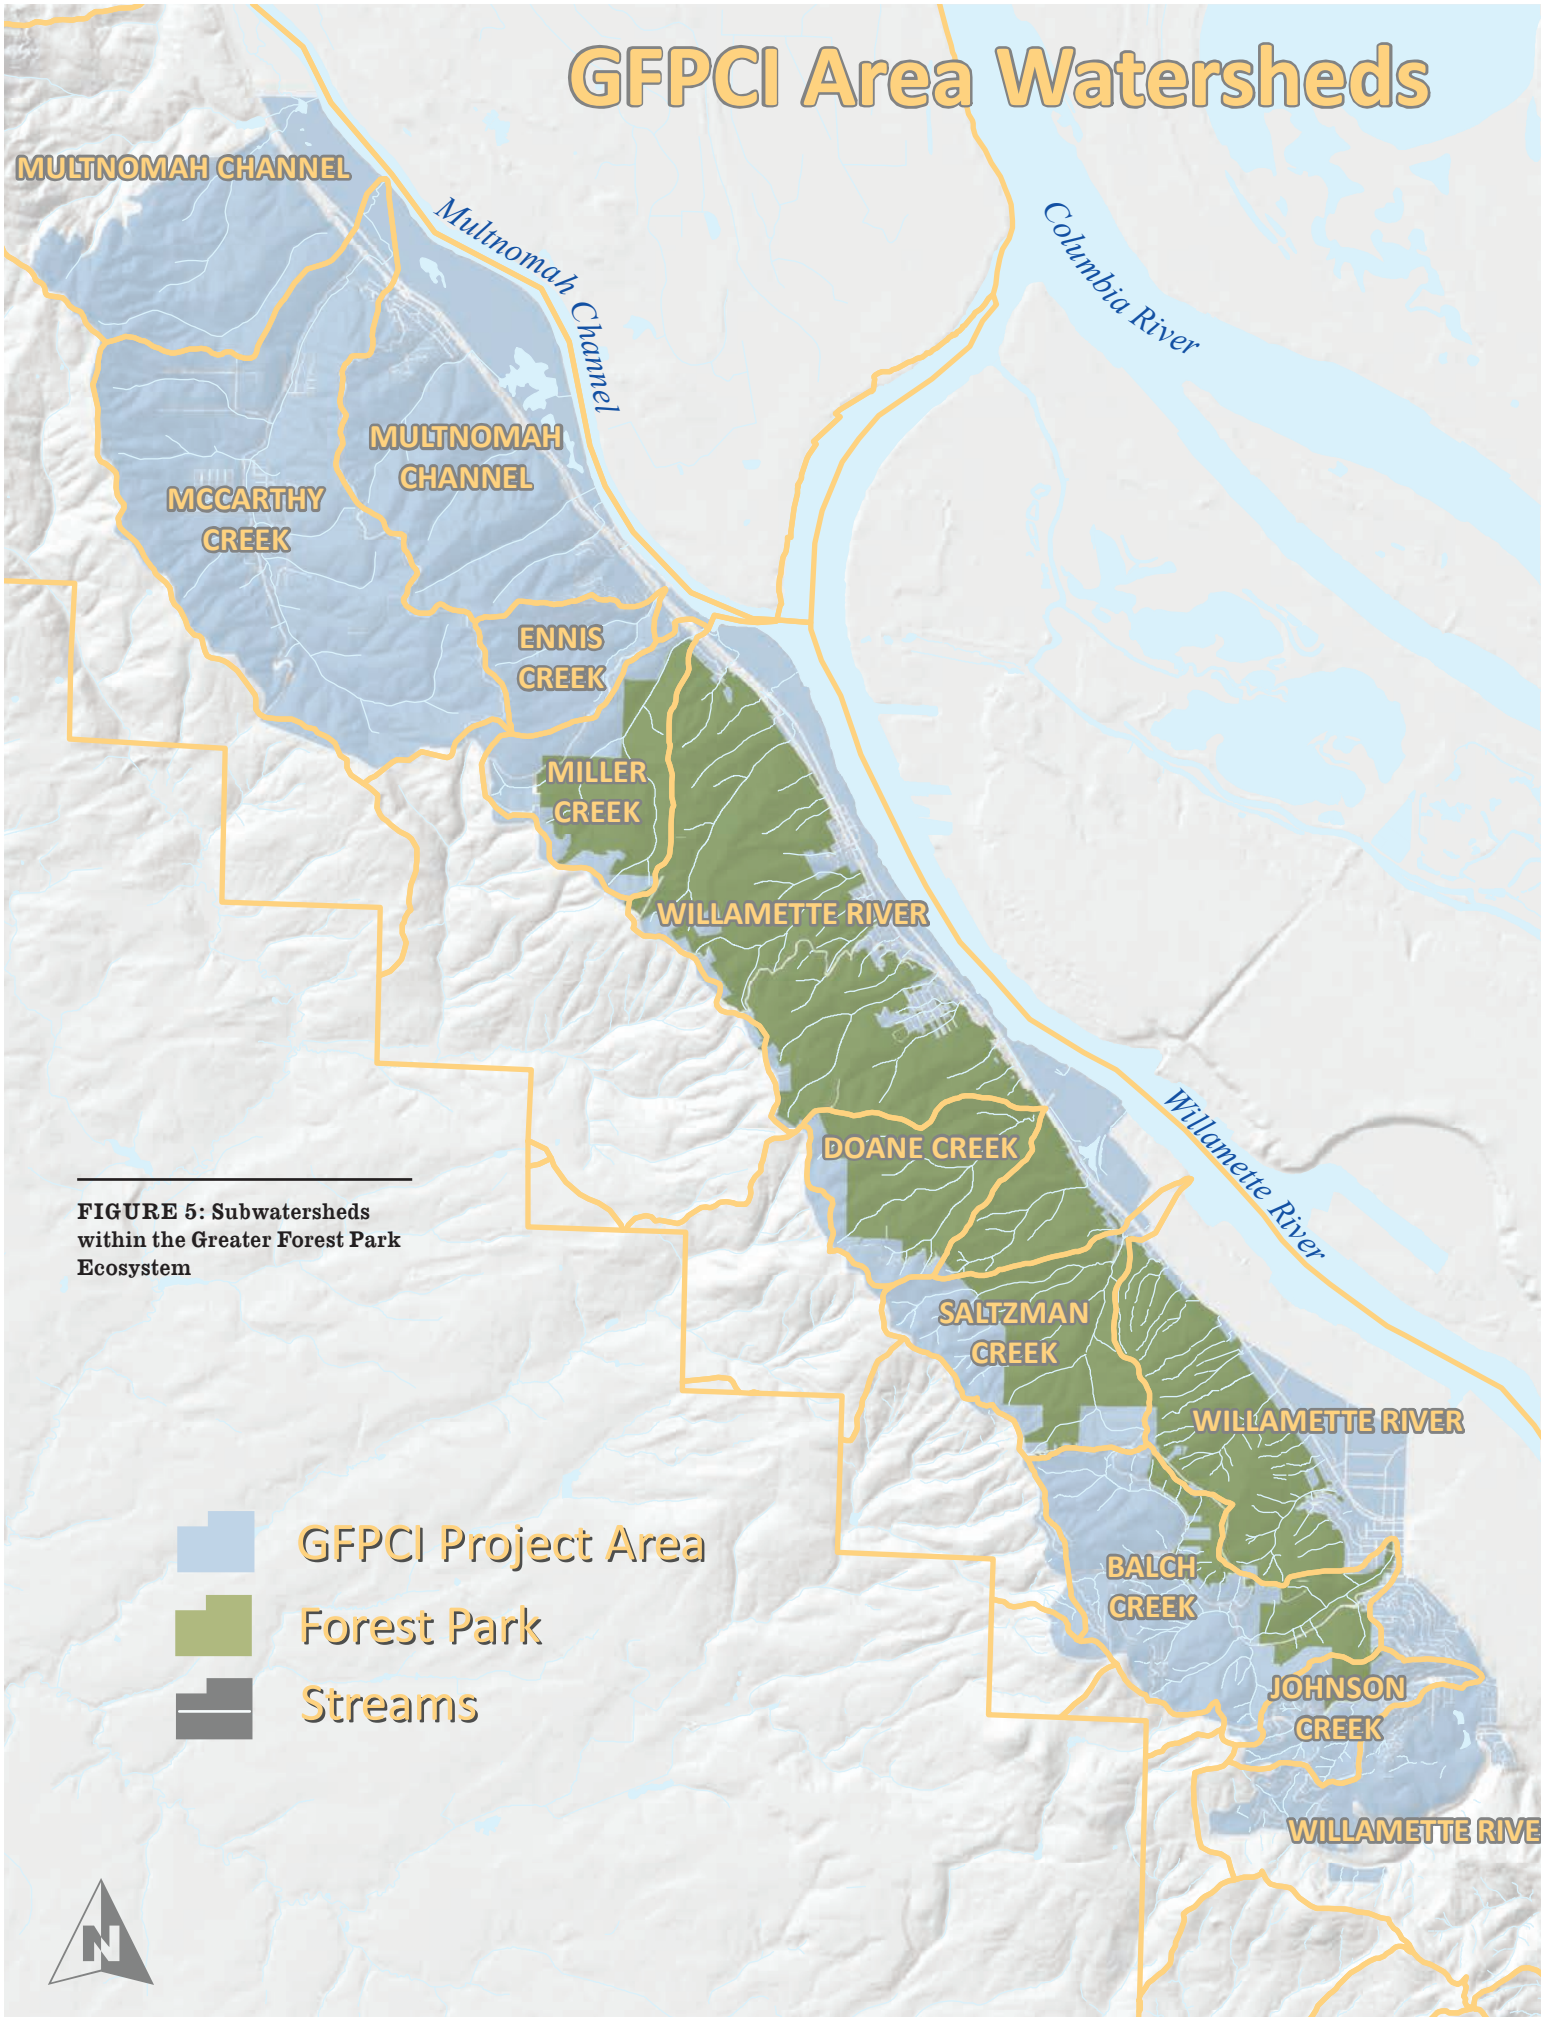 GFPCI Area Watersheds
MULTNOMAH CHANNEL
Multnomah Channel
Columbia River
MULTNOMAH
CHANNEL
MCCARTHY
CREEK
ENNIS
CREEK
MILLER
CREEK
WILLAMETTE RIVER
DOANE CREEK
Willamette River
FIGURE 5: Subwatersheds
within the Greater Forest Park
Ecosystem
SALTZMAN
CREEK
WILLAMETTE RIVER
GFPCI Project Area
BALCH
CREEK
Forest Park
JOHNSON
CREEK
Streams
WILLAMETTE RIVE
N